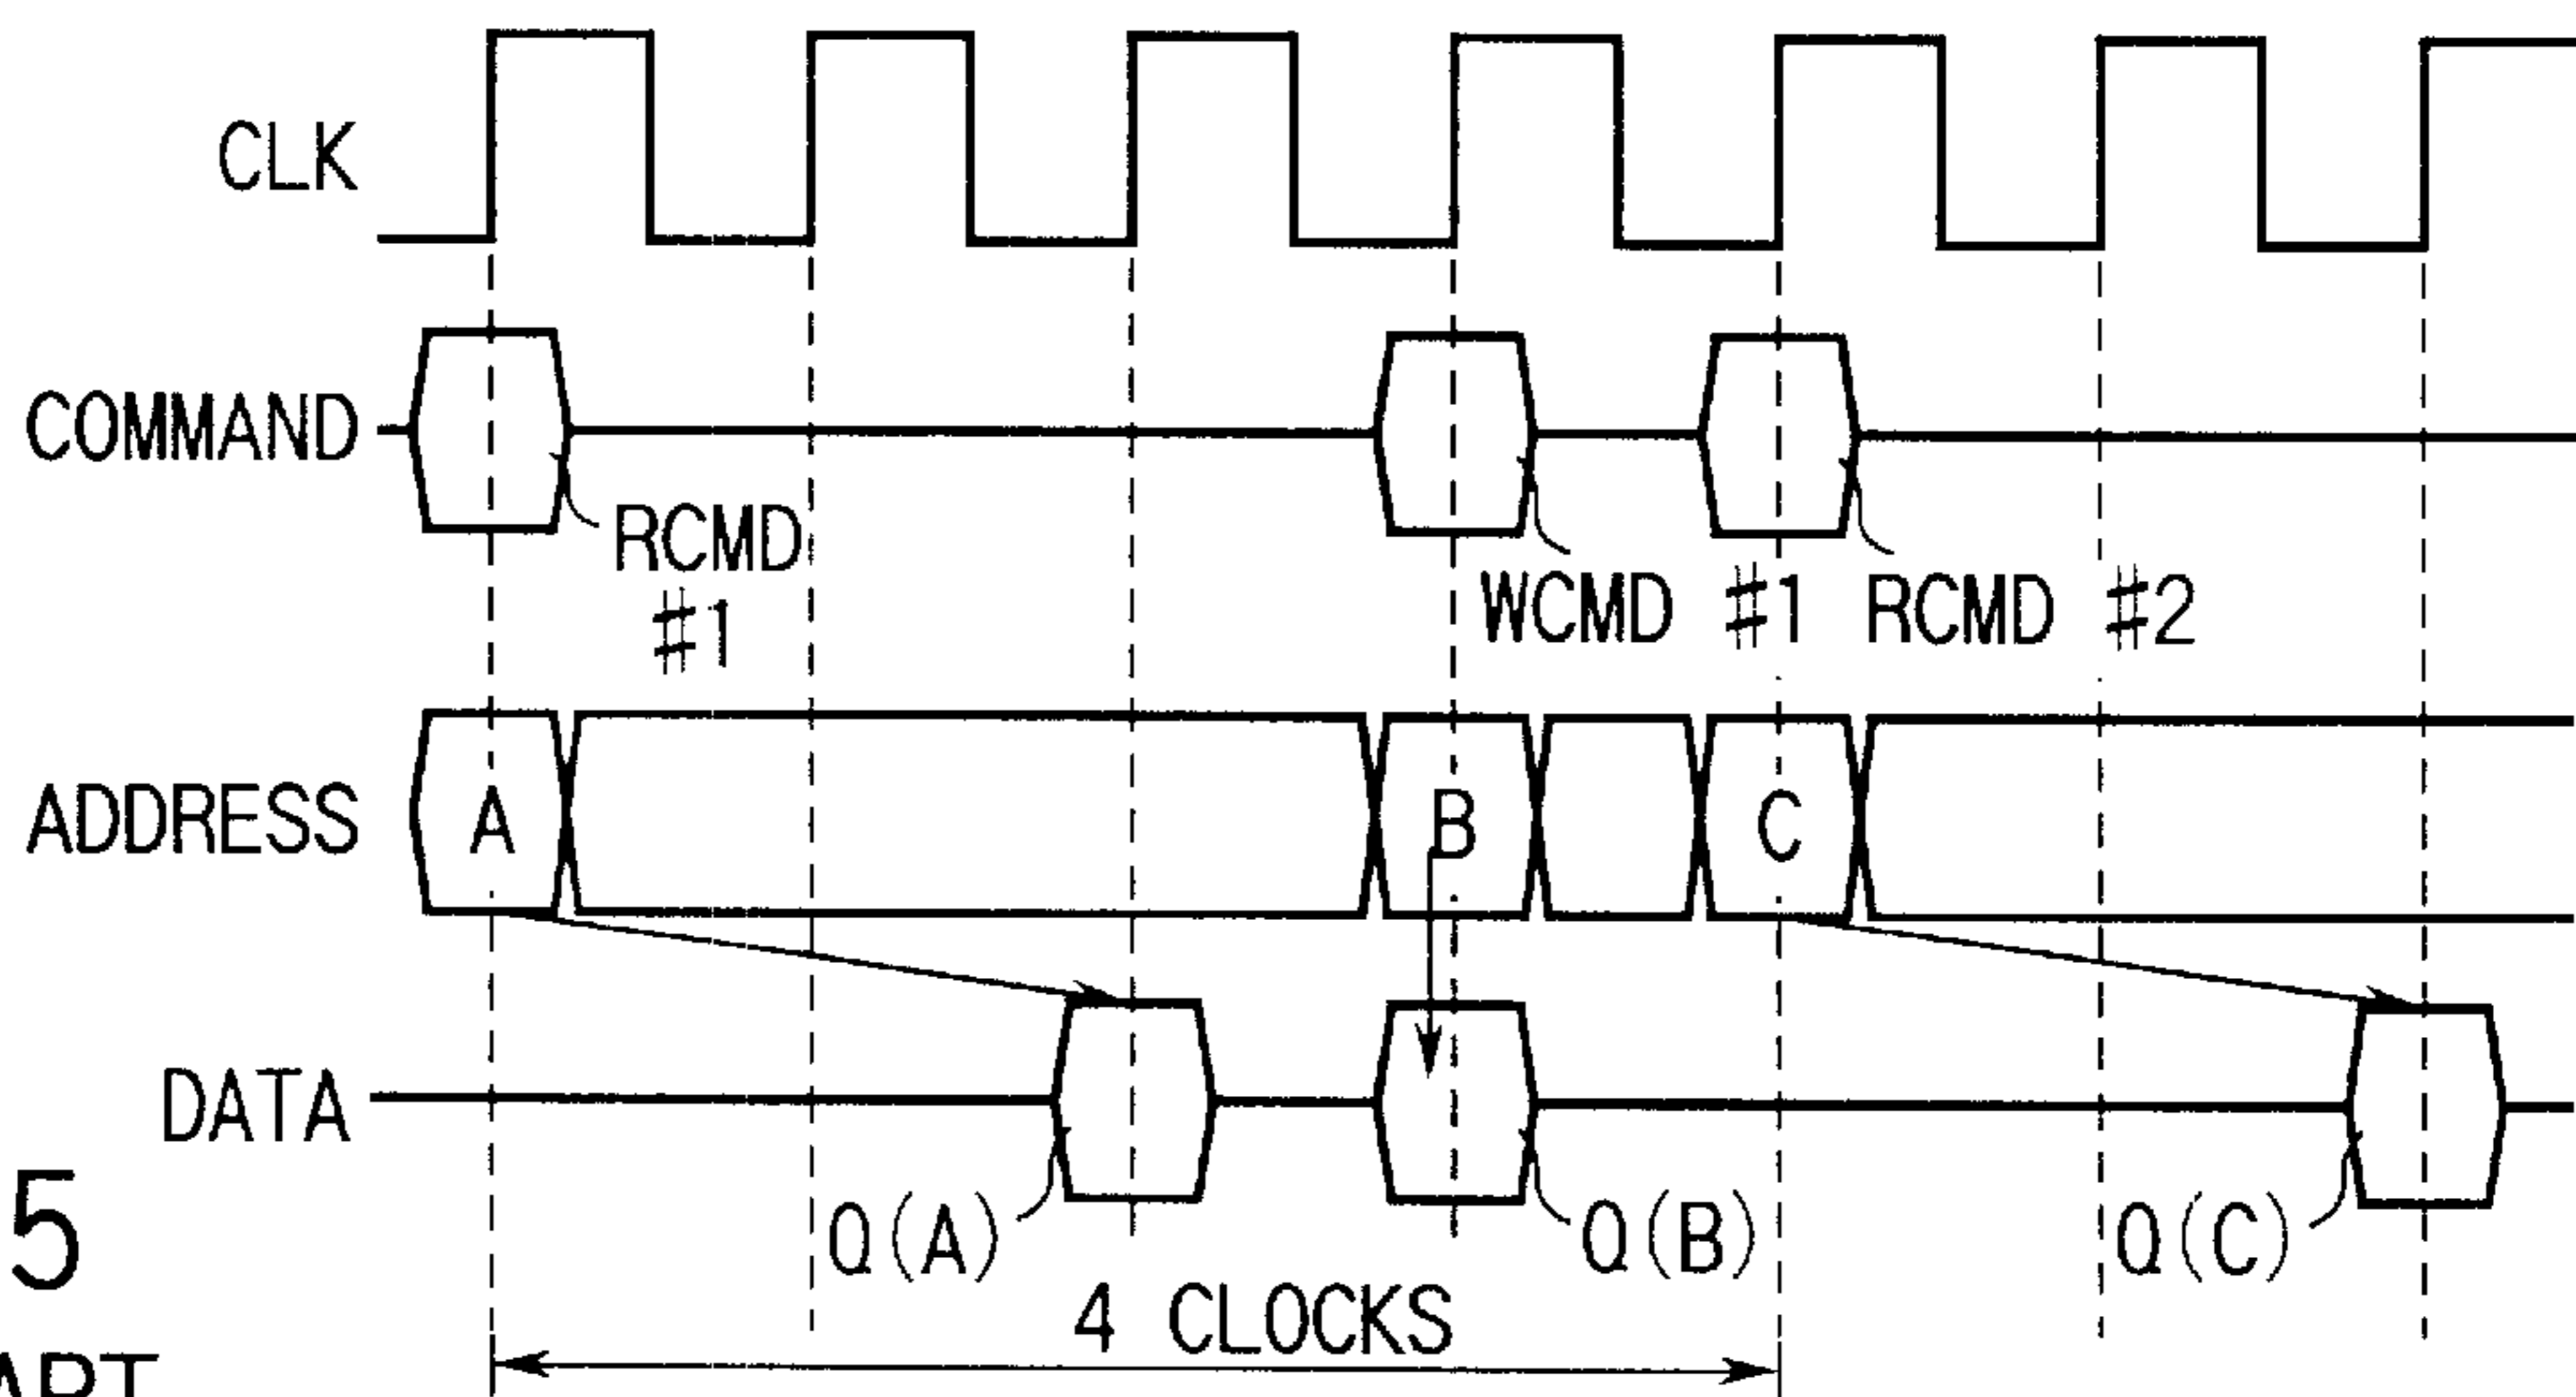 CLK
COMMAND
RCMD
#1
WCMD #1
RCMD #2
ADDRESS
A
B
C
DATA
Q(A)
Q(B)
Q(C)
5
4 CLOCKS